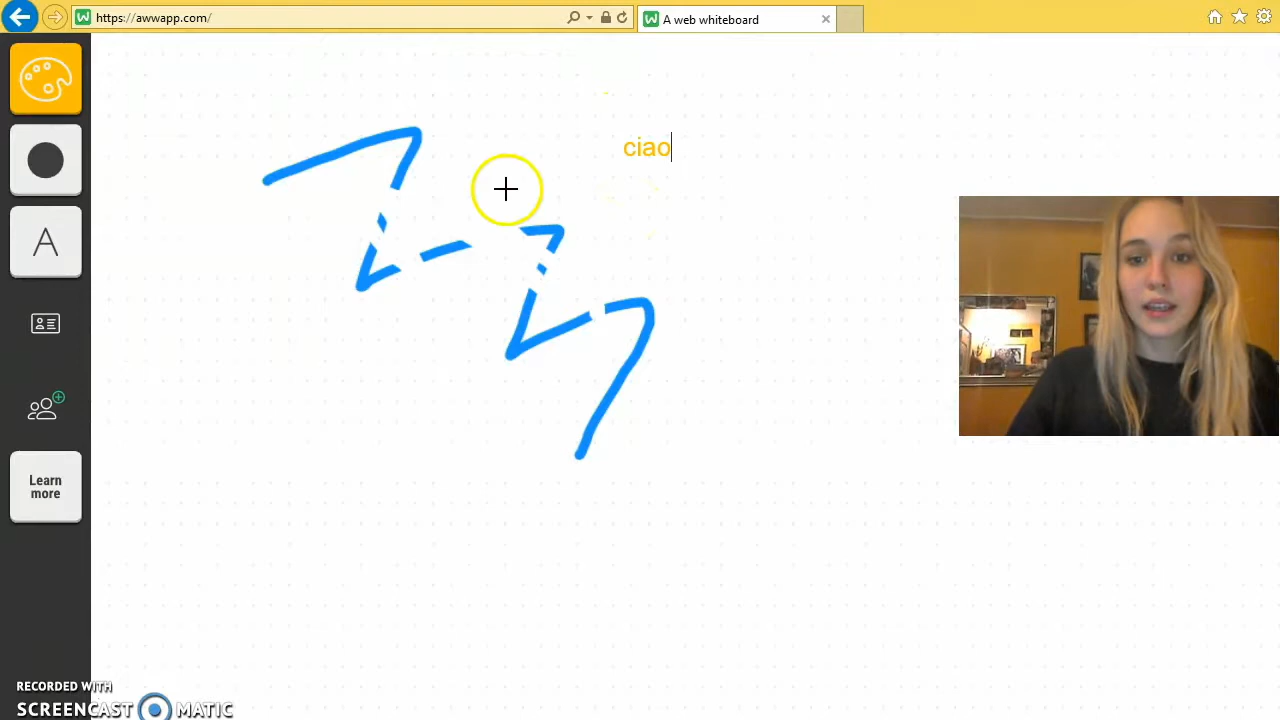 https://awwapp.com/
A web whiteboard
ciao
A
Learn
more
RECORDED WITH
SCREENCAST MATIC